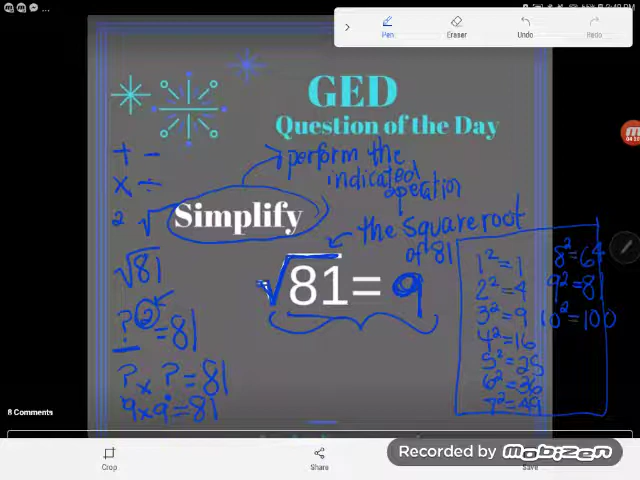 Pen
Eraser
Undo
Redo
GED
Question of the Day
+ −
× ÷
2 √
perform the
indicated
operation
Simplify
the square root
of 81
√81
√81 = 9
?² = 81
? × ? = 81
9 × 9 = 81
1² = 1
2² = 4
3² = 9
4² = 16
5² = 25
6² = 36
7² = 49
8² = 64
9² = 81
10² = 100
8 Comments
Crop
Share
Save
Recorded by Mobizen